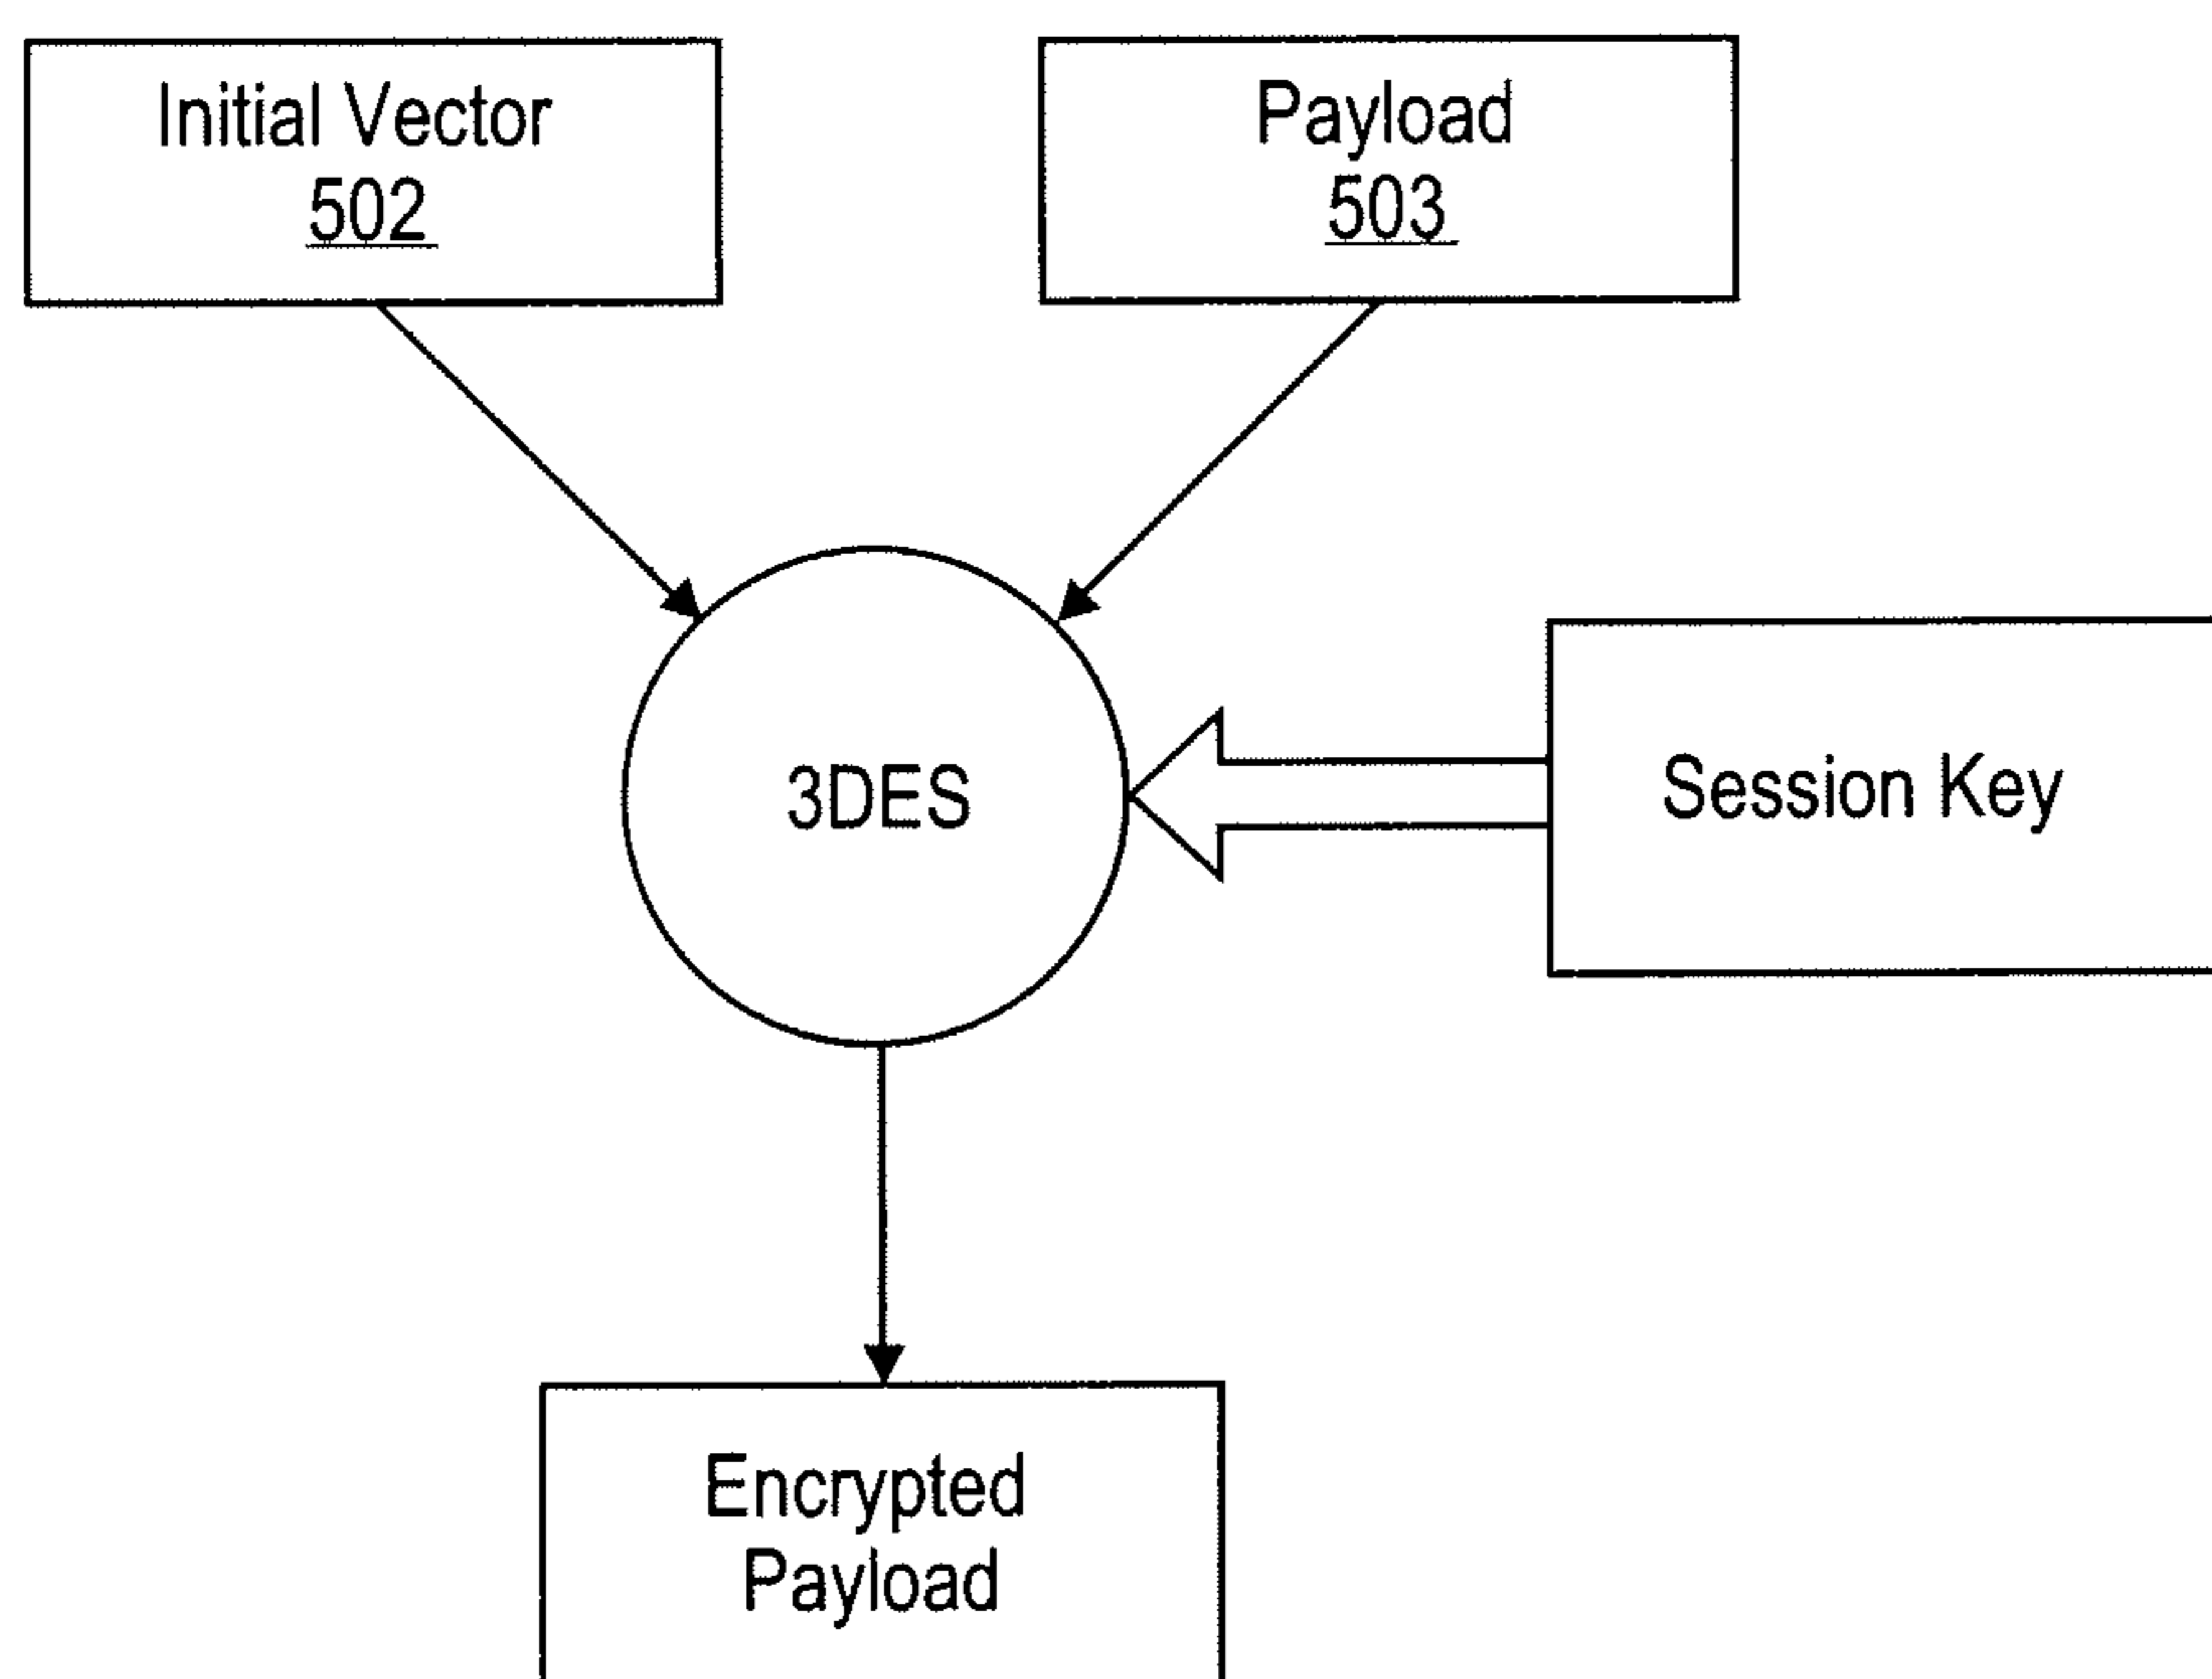 Initial Vector
502
Payload
503
3DES
Session Key
Encrypted
Payload